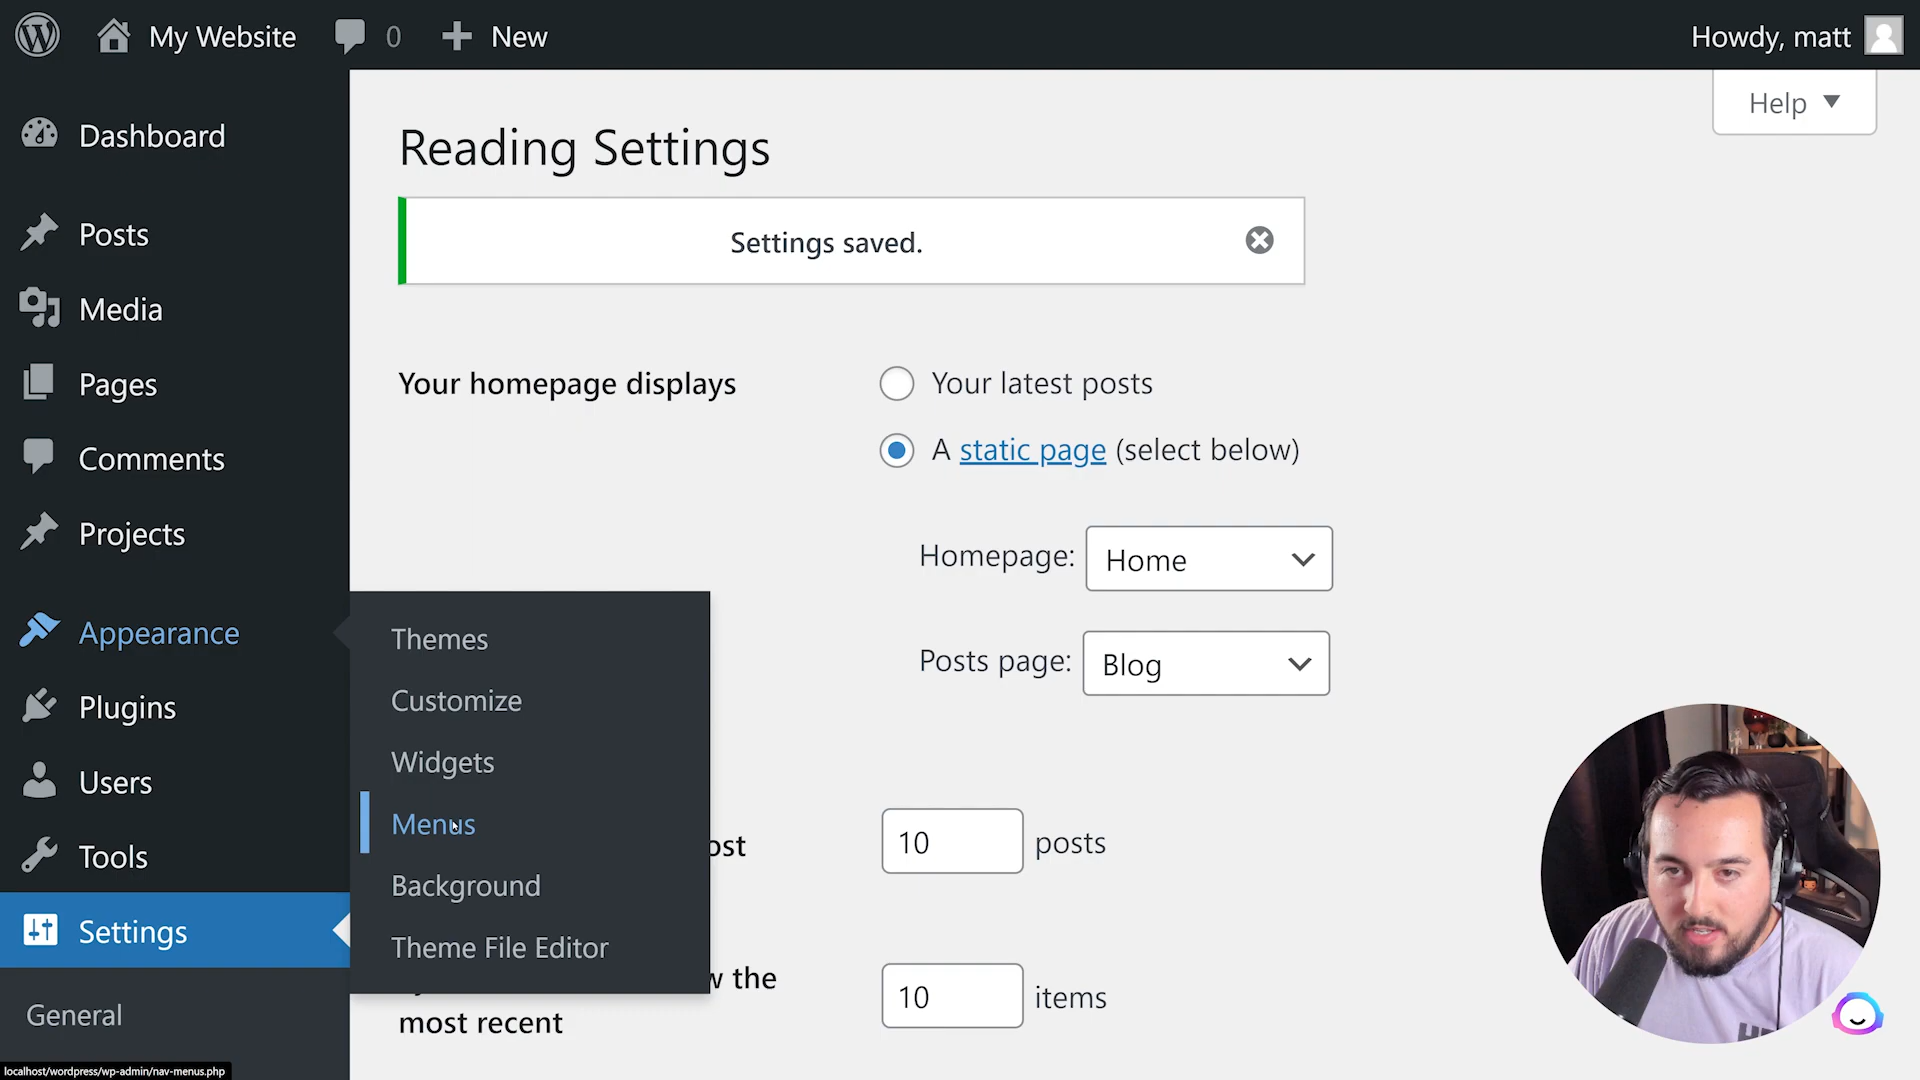 My Website
0
New
Howdy, matt
Help
Dashboard
Posts
Media
Pages
Comments
Projects
Appearance
Plugins
Users
Tools
Settings
General
Themes
Customize
Widgets
Menus
Background
Theme File Editor
Reading Settings
Settings saved.
Your homepage displays
Your latest posts
A static page (select below)
Homepage: Home
Posts page: Blog
ost
10 posts
the
most recent
10 items
localhost/wordpress/wp-admin/nav-menus.php